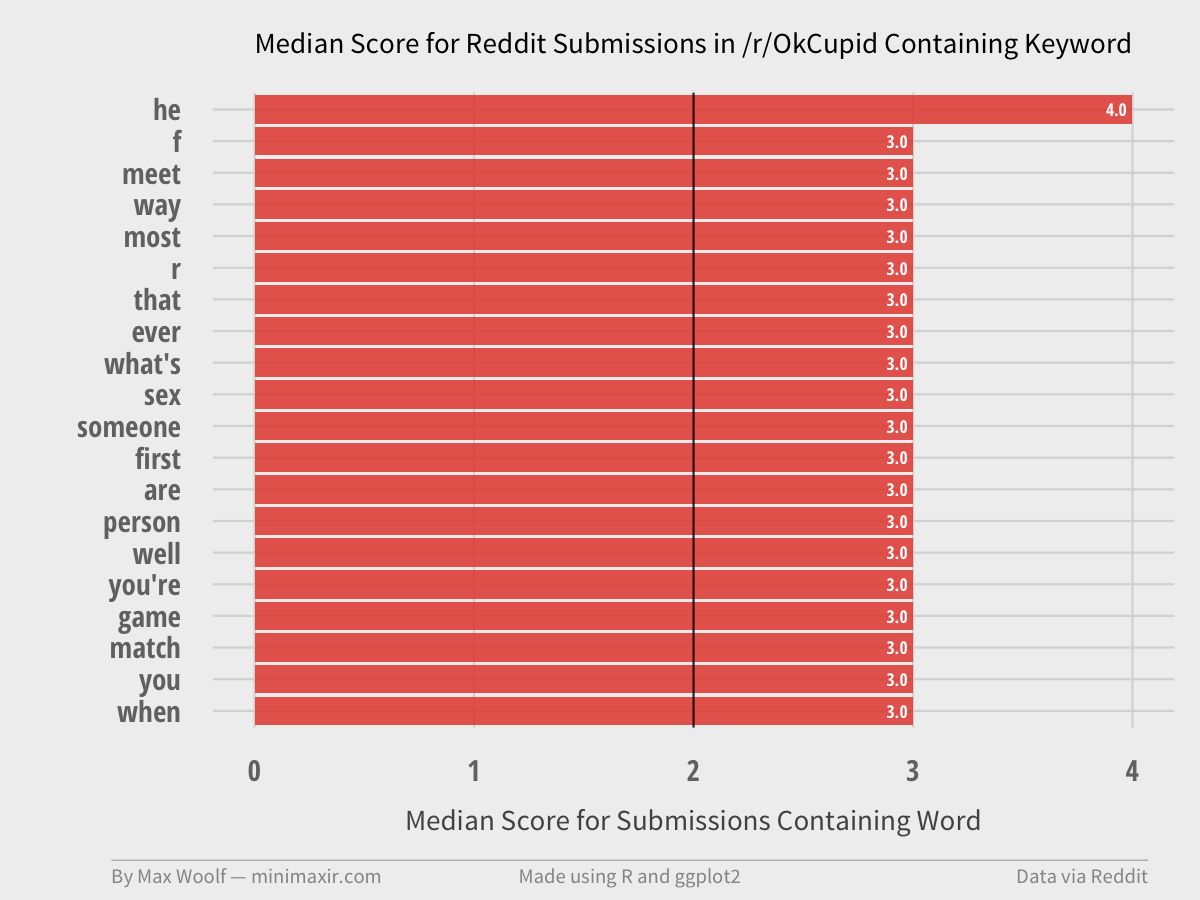 Median Score for Reddit Submissions in /r/OkCupid Containing Keyword
he 4.0
f 3.0
meet 3.0
way 3.0
most 3.0
r 3.0
that 3.0
ever 3.0
what's 3.0
sex 3.0
someone 3.0
first 3.0
are 3.0
person 3.0
well 3.0
you're 3.0
game 3.0
match 3.0
you 3.0
when 3.0
0 1 2 3 4
Median Score for Submissions Containing Word
By Max Woolf — minimaxir.com Made using R and ggplot2 Data via Reddit